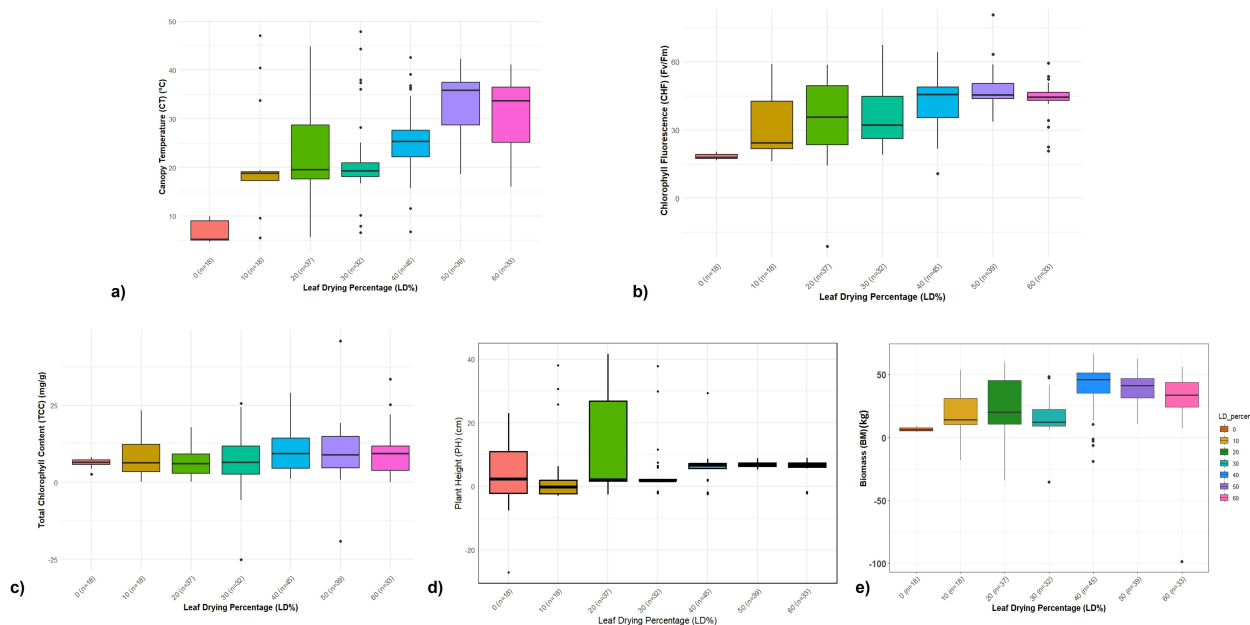 50
40
30
20
10
Canopy Temperature (CT) (°C)
0 (n=18)
10 (n=18)
20 (n=37)
30 (n=32)
40 (n=45)
50 (n=39)
60 (n=33)
Leaf Drying Percentage (LD%)
a)
60
30
0
Chlorophyll Fluorescence (CHF) (Fv/Fm)
0 (n=18)
10 (n=18)
20 (n=37)
30 (n=32)
40 (n=45)
50 (n=39)
60 (n=33)
Leaf Drying Percentage (LD%)
b)
25
0
-25
Total Chlorophyll Content (TCC) (mg/g)
0 (n=18)
10 (n=18)
20 (n=37)
30 (n=32)
40 (n=45)
50 (n=39)
60 (n=33)
Leaf Drying Percentage (LD%)
c)
40
20
0
-20
Plant Height (PH) (cm)
0 (n=18)
10 (n=18)
20 (n=37)
30 (n=32)
40 (n=45)
50 (n=39)
60 (n=33)
Leaf Drying Percentage (LD%)
d)
50
0
-50
-100
Biomass (BM)(kg)
0 (n=18)
10 (n=18)
20 (n=37)
30 (n=32)
40 (n=45)
50 (n=39)
60 (n=33)
Leaf Drying Percentage (LD%)
e)
LD_percer
0
10
20
30
40
50
60